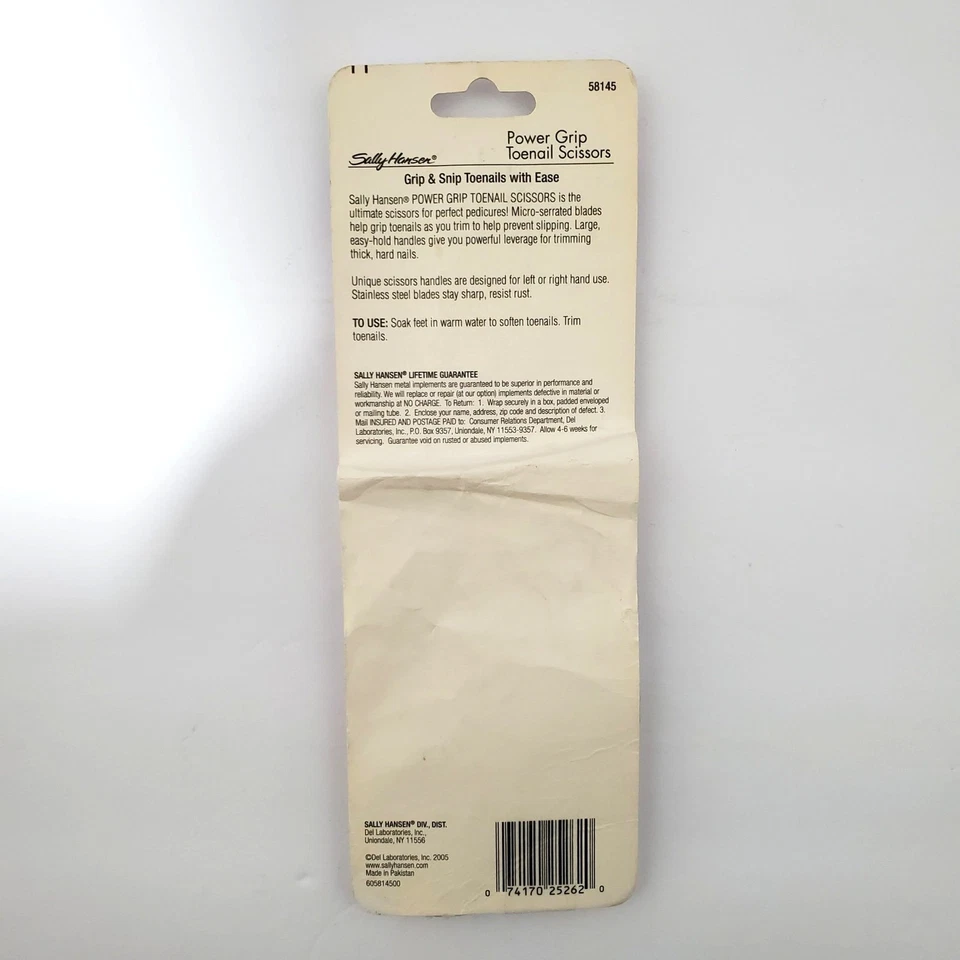 58145
Power Grip
Sally Hansen® Toenail Scissors
Grip & Snip Toenails with Ease
Sally Hansen® POWER GRIP TOENAIL SCISSORS is the
ultimate scissors for perfect pedicures! Micro-serrated blades
help grip toenails as you trim to help prevent slipping. Large,
easy-hold handles give you powerful leverage for trimming
thick, hard nails.
Unique scissors handles are designed for left or right hand use.
Stainless steel blades stay sharp, resist rust.
TO USE: Soak feet in warm water to soften toenails. Trim
toenails.
SALLY HANSEN® LIFETIME GUARANTEE
Sally Hansen metal implements are guaranteed to be superior in performance and
reliability. We will replace or repair (at our option) implements defective in material or
workmanship at NO CHARGE. To Return: 1. Wrap securely in a box, padded enveloped
or mailing tube. 2. Enclose your name, address, zip code and description of defect. 3.
Mail INSURED AND POSTAGE PAID to: Consumer Relations Department, Del
Laboratories, Inc., P.O. Box 9357, Uniondale, NY 11553-9357. Allow 4-6 weeks for
servicing. Guarantee void on rusted or abused implements.
SALLY HANSEN® DIV., DIST.
Del Laboratories, Inc.,
Uniondale, NY 11556
©Del Laboratories, Inc. 2005
www.sallyhansen.com
Made in Pakistan
605814500
0 74170 25262 0